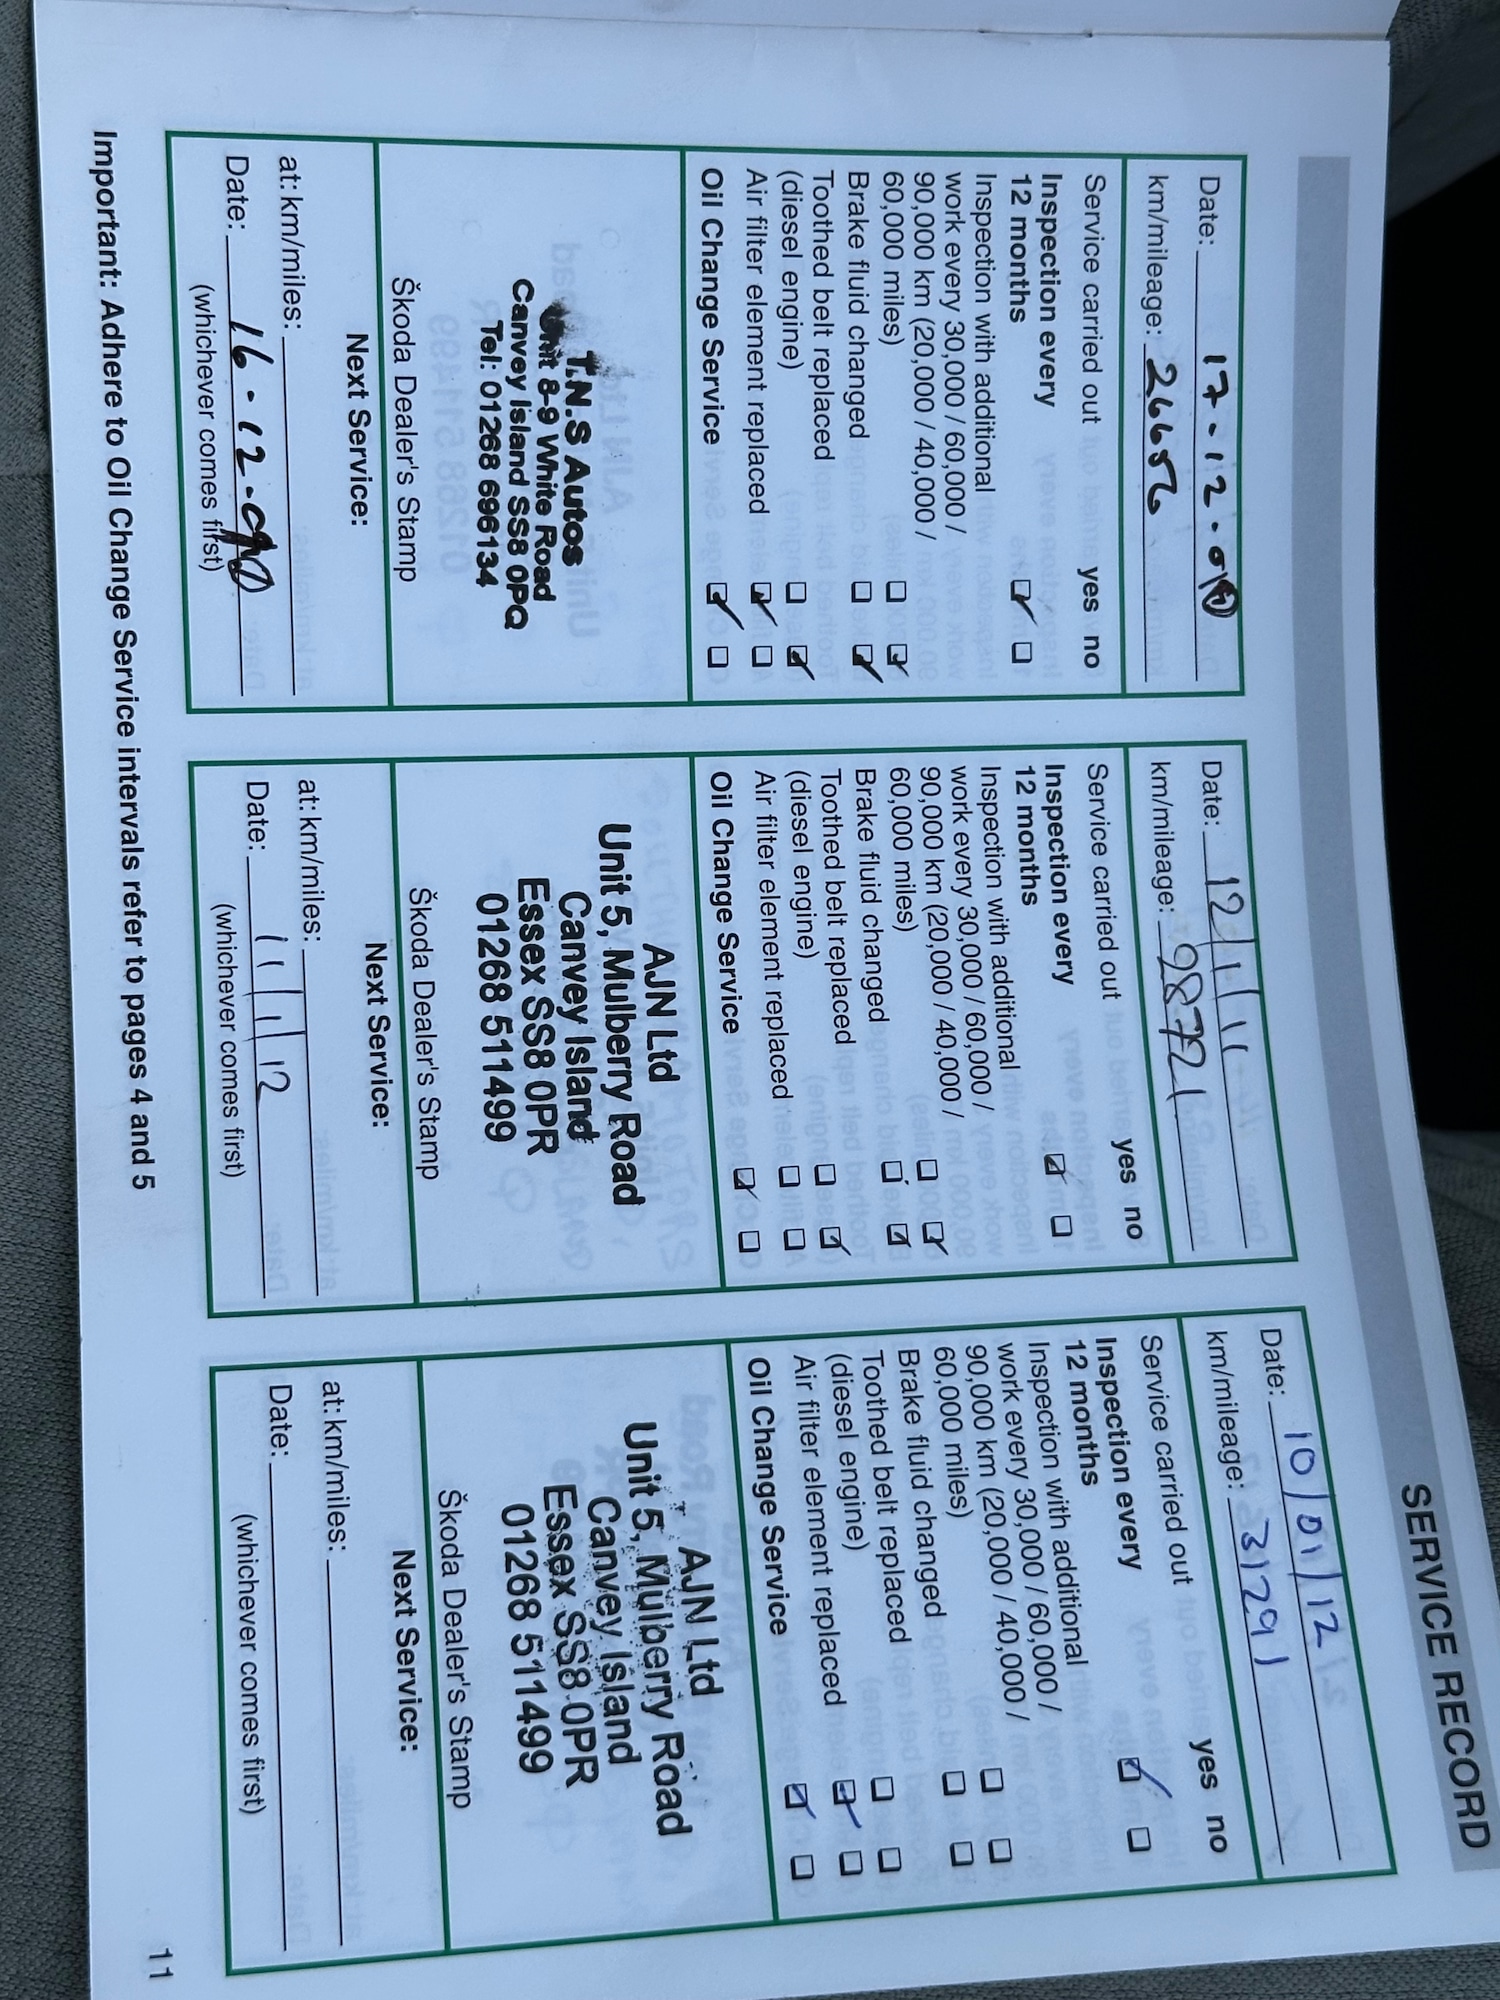 SERVICE RECORD
Date: 17-12-
km/mileage: 26656
Service carried out yes no
Inspection every
12 months
Inspection with additional
work every 30,000 / 60,000 /
90,000 km (20,000 / 40,000 /
60,000 miles)
Brake fluid changed
Toothed belt replaced
(diesel engine)
Air filter element replaced
Oil Change Service
T.N.S Autos
Unit 8-9 White Road
Canvey Island SS8 0PQ
Tel: 01268 696134
Škoda Dealer's Stamp
Next Service:
at: km/miles:
Date: 16-12-
(whichever comes first)
Date: 12/1/11
km/mileage: 29872
Service carried out yes no
Inspection every
12 months
Inspection with additional
work every 30,000 / 60,000 /
90,000 km (20,000 / 40,000 /
60,000 miles)
Brake fluid changed
Toothed belt replaced
(diesel engine)
Air filter element replaced
Oil Change Service
AJN Ltd
Unit 5, Mulberry Road
Canvey Island
Essex SS8 0PR
01268 511499
Škoda Dealer's Stamp
Next Service:
at: km/miles:
Date: 11/1/12
(whichever comes first)
Date: 10/01/12
km/mileage: 31291
Service carried out yes no
Inspection every
12 months
Inspection with additional
work every 30,000 / 60,000 /
90,000 km (20,000 / 40,000 /
60,000 miles)
Brake fluid changed
Toothed belt replaced
(diesel engine)
Air filter element replaced
Oil Change Service
AJN Ltd
Unit 5, Mulberry Road
Canvey Island
Essex SS8 0PR
01268 511499
Škoda Dealer's Stamp
Next Service:
at: km/miles:
Date:
(whichever comes first)
Important: Adhere to Oil Change Service intervals refer to pages 4 and 5
11